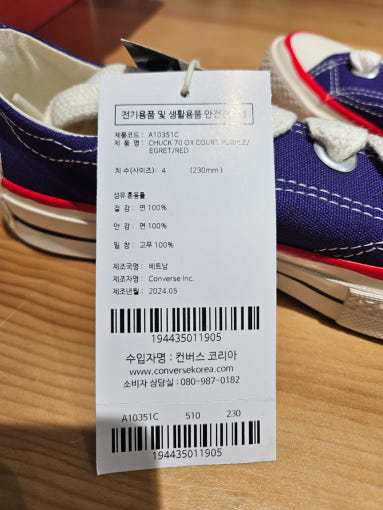 전기용품 및 생활용품 안전
제품코드 : A10351C
제 품 명 : CHUCK 70 OX COURT PURPLE/
EGRET/RED
치 수(사이즈) : 4 (230mm)
섬유 혼용률
겉 감 : 면 100%
안 감 : 면 100%
밑 창 : 고무 100%
제조국명 : 베트남
제조자명 : Converse Inc.
제조년월 : 2024.05
194435011905
수입자명 : 컨버스 코리아
www.conversekorea.com
소비자 상담실 : 080-987-0182
A10351C 510 230
194435011905